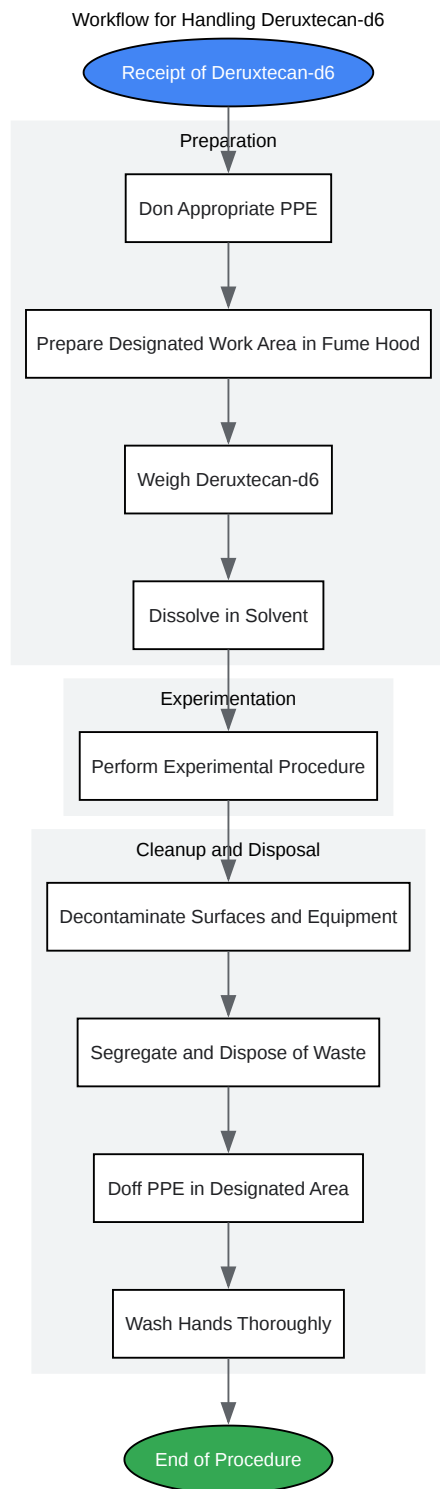 Workflow for Handling Deruxtecan-d6
Receipt of Deruxtecan-d6
Preparation
Don Appropriate PPE
Prepare Designated Work Area in Fume Hood
Weigh Deruxtecan-d6
Dissolve in Solvent
Experimentation
Perform Experimental Procedure
Cleanup and Disposal
Decontaminate Surfaces and Equipment
Segregate and Dispose of Waste
Doff PPE in Designated Area
Wash Hands Thoroughly
End of Procedure